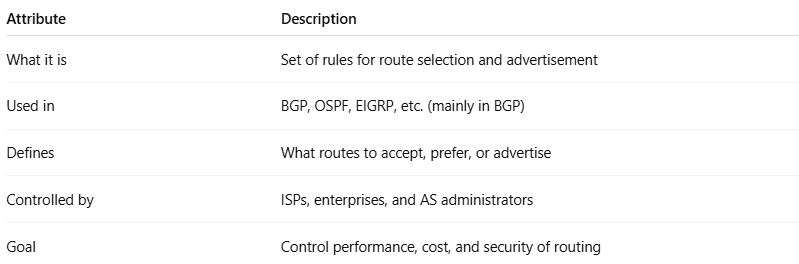 Attribute Description
What it is Set of rules for route selection and advertisement
Used in BGP, OSPF, EIGRP, etc. (mainly in BGP)
Defines What routes to accept, prefer, or advertise
Controlled by ISPs, enterprises, and AS administrators
Goal Control performance, cost, and security of routing